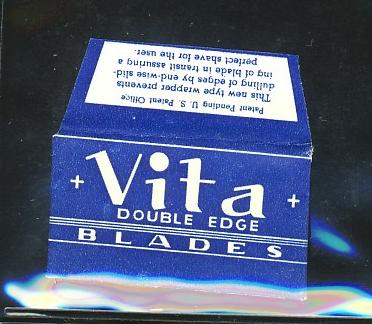 Patent Pending U. S. Patent Office
This new type wrapper prevents
dulling of edges by end-wise slid-
ing of blade in transit assuring a
perfect shave for the user.
+ Vita +
DOUBLE EDGE
BLADES